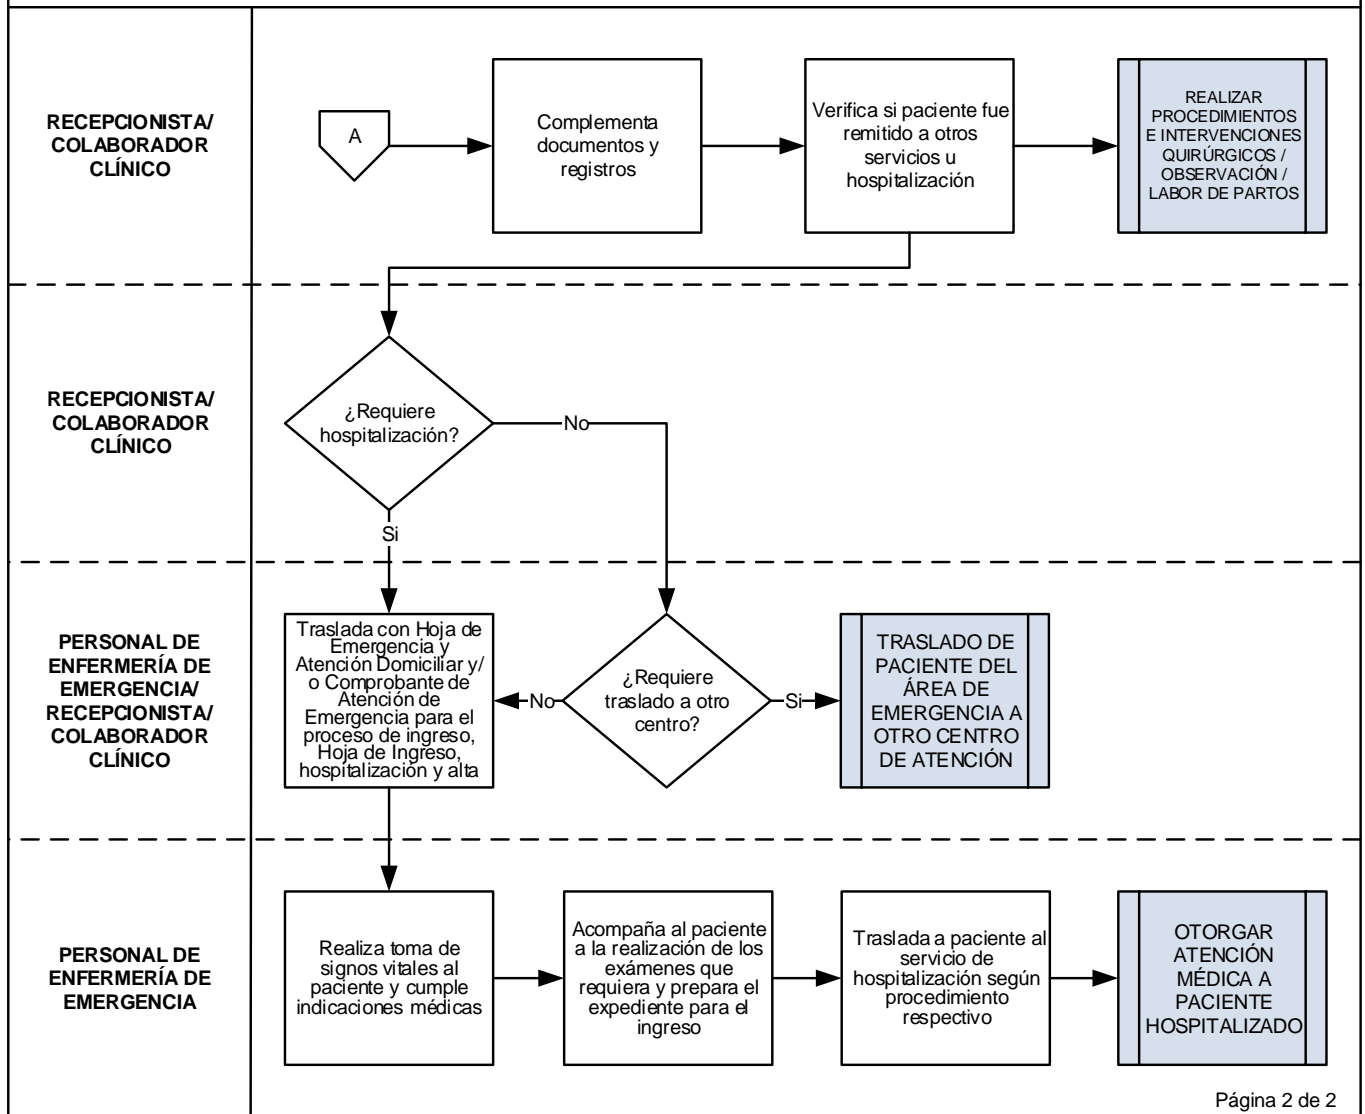 RECEPCIONISTA/
COLABORADOR
CLÍNICO
A
Complementa
documentos y
registros
Verifica si paciente fue
remitido a otros
servicios u
hospitalización
REALIZAR
PROCEDIMIENTOS
E INTERVENCIONES
QUIRÚRGICOS /
OBSERVACIÓN /
LABOR DE PARTOS
RECEPCIONISTA/
COLABORADOR
CLÍNICO
¿Requiere
hospitalización?
No
Si
PERSONAL DE
ENFERMERÍA DE
EMERGENCIA/
RECEPCIONISTA/
COLABORADOR
CLÍNICO
Traslada con Hoja de
Emergencia y
Atención Domiciliar y/
o Comprobante de
Atención de
Emergencia para el
proceso de ingreso,
Hoja de Ingreso,
hospitalización y alta
No
¿Requiere
traslado a otro
centro?
Si
TRASLADO DE
PACIENTE DEL
ÁREA DE
EMERGENCIA A
OTRO CENTRO
DE ATENCIÓN
PERSONAL DE
ENFERMERÍA DE
EMERGENCIA
Realiza toma de
signos vitales al
paciente y cumple
indicaciones médicas
Acompaña al paciente
a la realización de los
exámenes que
requiera y prepara el
expediente para el
ingreso
Traslada a paciente al
servicio de
hospitalización según
procedimiento
respectivo
OTORGAR
ATENCIÓN
MÉDICA A
PACIENTE
HOSPITALIZADO
Página 2 de 2